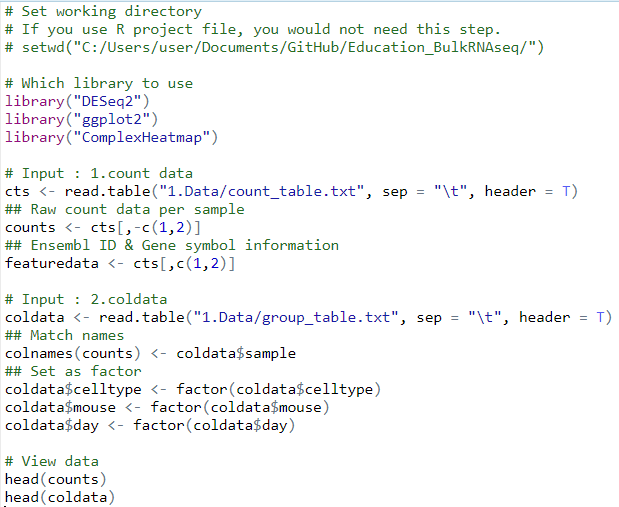 # Set working directory
# If you use R project file, you would not need this step.
# setwd("C:/Users/user/Documents/GitHub/Education_BulkRNAseq/")
# Which library to use
library("DESeq2")
library("ggplot2")
library("ComplexHeatmap")
# Input : 1.count data
cts <- read.table("1.Data/count_table.txt", sep = "\t", header = T)
## Raw count data per sample
counts <- cts[,-c(1,2)]
## Ensembl ID & Gene symbol information
featuredata <- cts[,c(1,2)]
# Input : 2.coldata
coldata <- read.table("1.Data/group_table.txt", sep = "\t", header = T)
## Match names
colnames(counts) <- coldata$sample
## Set as factor
coldata$celltype <- factor(coldata$celltype)
coldata$mouse <- factor(coldata$mouse)
coldata$day <- factor(coldata$day)
# View data
head(counts)
head(coldata)